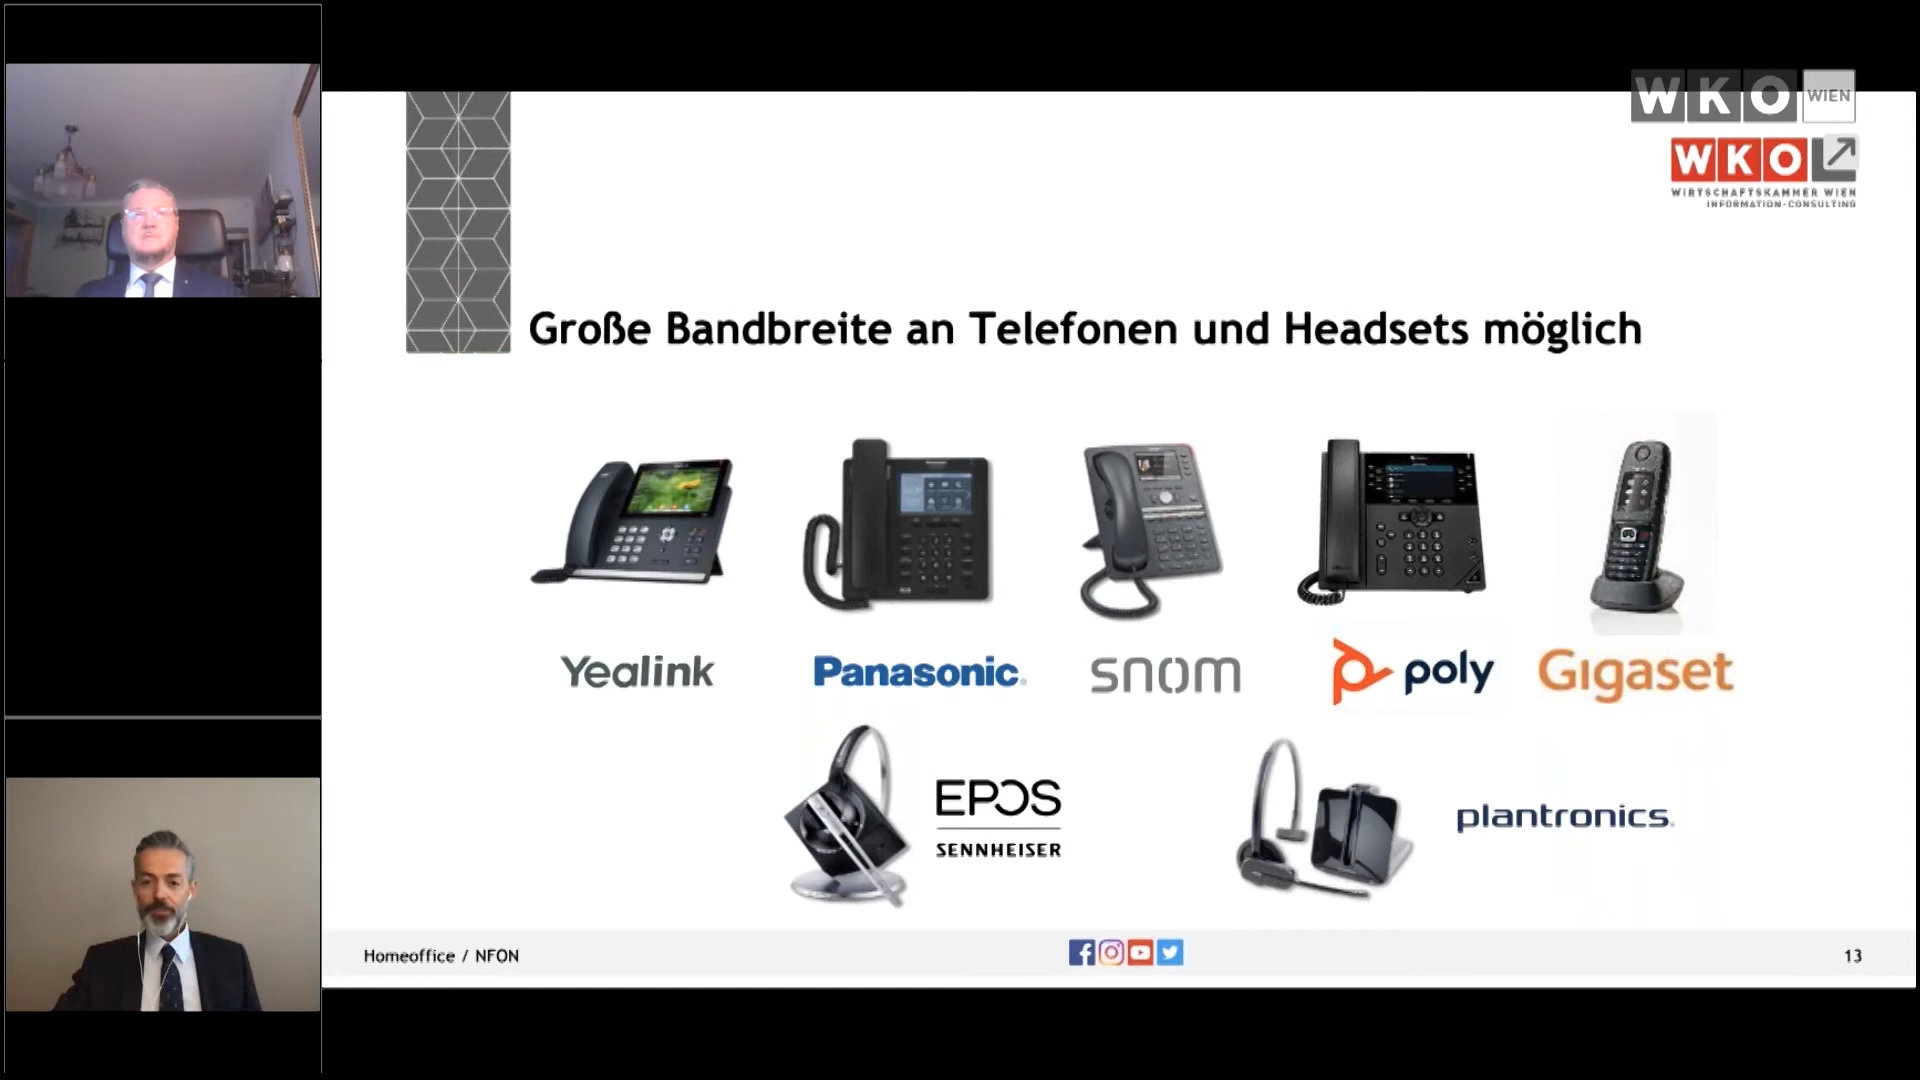 WKO WIEN
WKO
WIRTSCHAFTSKAMMER WIEN
INFORMATION-CONSULTING
Große Bandbreite an Telefonen und Headsets möglich
Yealink
Panasonic
snom
poly
Gigaset
EPOS
SENNHEISER
plantronics
Homeoffice / NFON
13